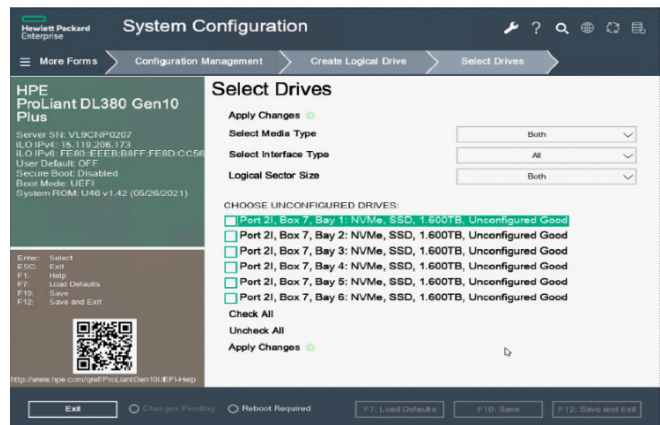 Hewlett Packard
Enterprise
System Configuration
More Forms
Configuration Management
Create Logical Drive
Select Drives
HPE
ProLiant DL380 Gen10
Plus
Server SN: VL9CNP0207
iLO IPv4: 15.119.206.173
iLO IPv6: FE80::EEEB:B8FF:FE8D:CC56
User Default: OFF
Secure Boot: Disabled
Boot Mode: UEFI
System ROM: U46 v1.42 (05/26/2021)
Enter: Select
ESC: Exit
F1: Help
F7: Load Defaults
F10: Save
F12: Save and Exit
http://www.hpe.com/qref/ProLiantGen10UEFI-Help
Select Drives
Apply Changes
Select Media Type Both
Select Interface Type All
Logical Sector Size Both
CHOOSE UNCONFIGURED DRIVES:
Port 2I, Box 7, Bay 1: NVMe, SSD, 1.600TB, Unconfigured Good
Port 2I, Box 7, Bay 2: NVMe, SSD, 1.600TB, Unconfigured Good
Port 2I, Box 7, Bay 3: NVMe, SSD, 1.600TB, Unconfigured Good
Port 2I, Box 7, Bay 4: NVMe, SSD, 1.600TB, Unconfigured Good
Port 2I, Box 7, Bay 5: NVMe, SSD, 1.600TB, Unconfigured Good
Port 2I, Box 7, Bay 6: NVMe, SSD, 1.600TB, Unconfigured Good
Check All
Uncheck All
Apply Changes
Exit
Changes Pending
Reboot Required
F7: Load Defaults
F10: Save
F12: Save and Exit